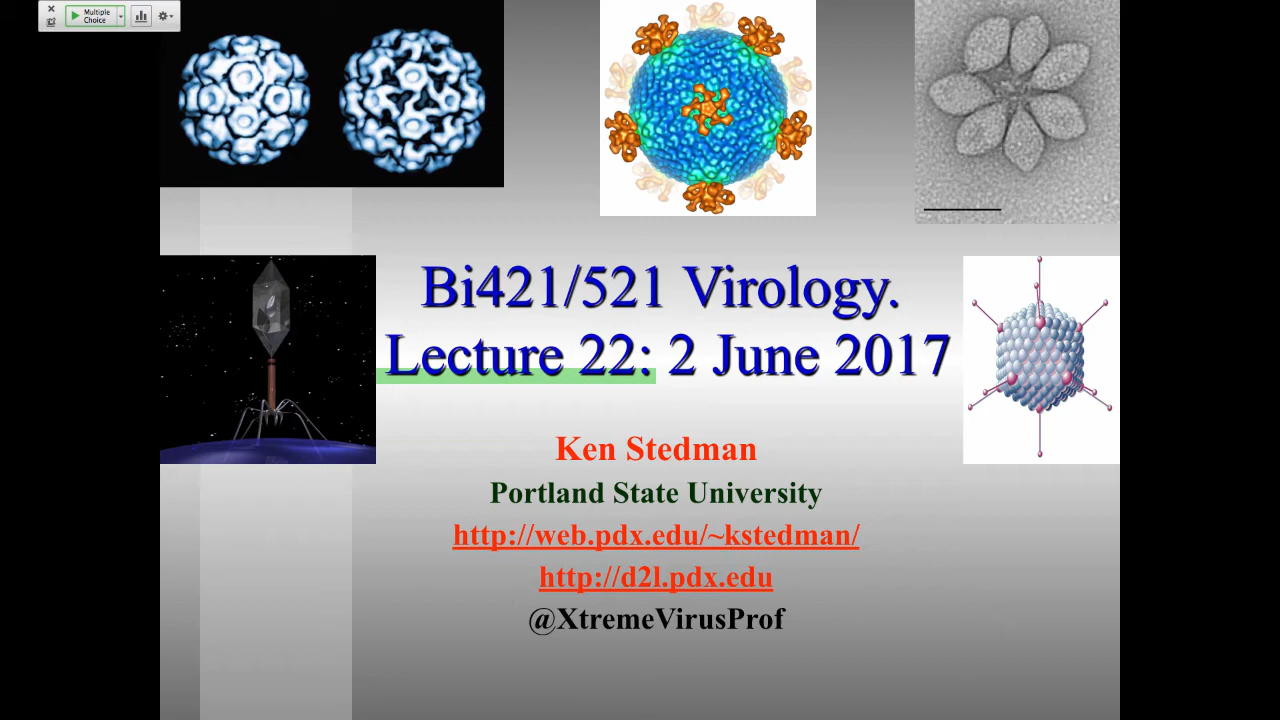 Multiple
Choice
Bi421/521 Virology.
Lecture 22: 2 June 2017
Ken Stedman
Portland State University
http://web.pdx.edu/~kstedman/
http://d2l.pdx.edu
@XtremeVirusProf